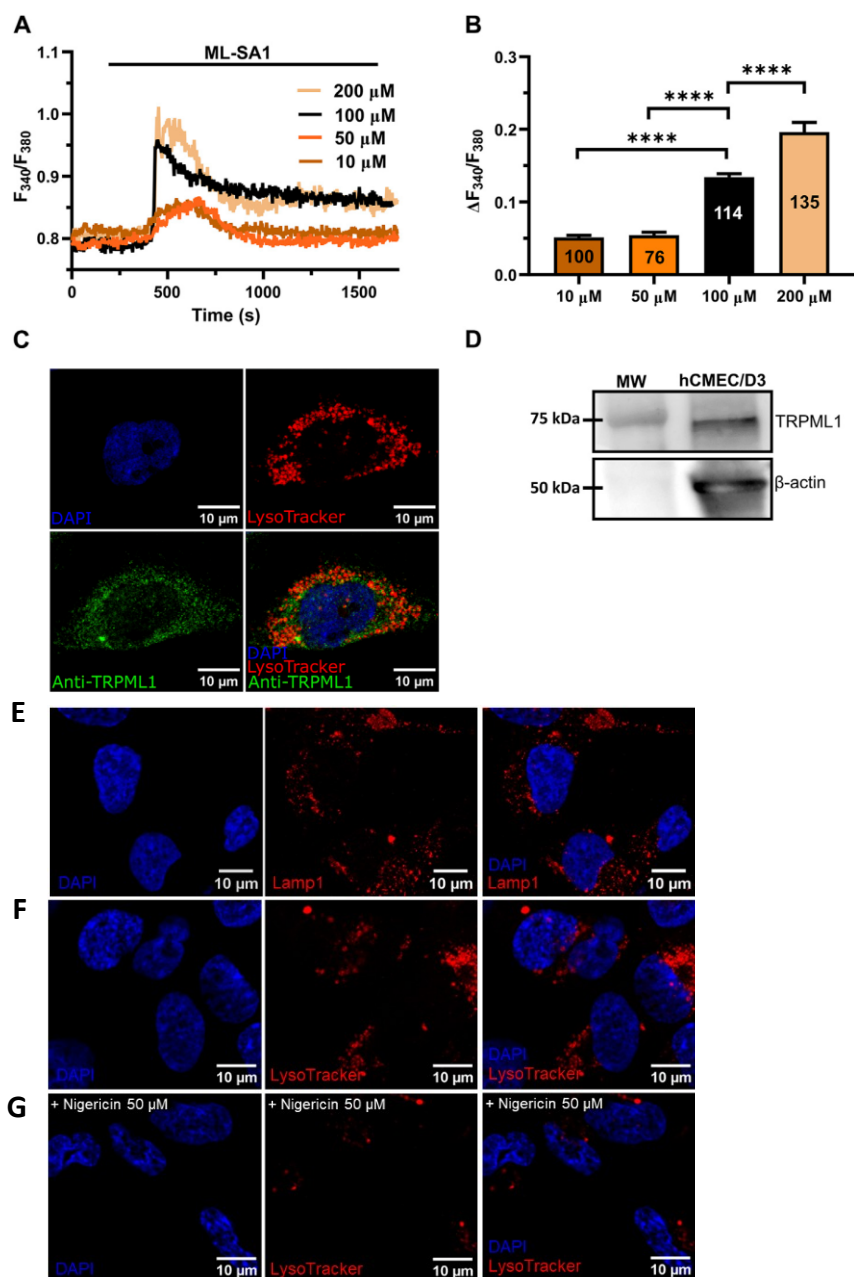 A
ML-SA1
1.1
1.0
0.9
0.8
F340/F380
200 μM
100 μM
50 μM
10 μM
0
500
1000
1500
Time (s)
B
0.3
0.2
0.1
0.0
ΔF340/F380
****
****
****
100
76
114
135
10 μM
50 μM
100 μM
200 μM
C
DAPI
10 μm
LysoTracker
10 μm
Anti-TRPML1
10 μm
DAPI
LysoTracker
Anti-TRPML1
10 μm
D
MW
hCMEC/D3
75 kDa
TRPML1
50 kDa
β-actin
E
DAPI
10 μm
Lamp1
10 μm
DAPI
Lamp1
10 μm
F
DAPI
10 μm
LysoTracker
10 μm
DAPI
LysoTracker
10 μm
G
+ Nigericin 50 μM
DAPI
10 μm
+ Nigericin 50 μM
LysoTracker
10 μm
+ Nigericin 50 μM
DAPI
LysoTracker
10 μm